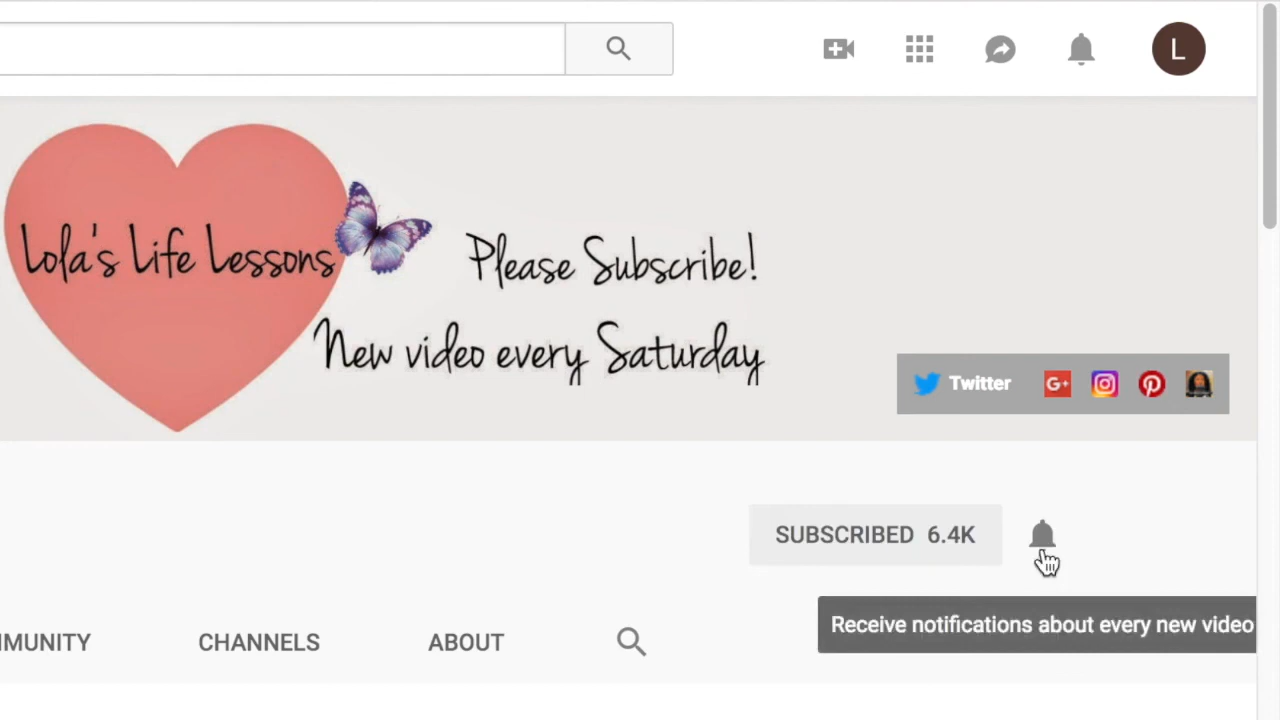 L
Lola's Life Lessons
Please Subscribe!
New video every Saturday
Twitter
G+
SUBSCRIBED 6.4K
MUNITY
CHANNELS
ABOUT
Receive notifications about every new video